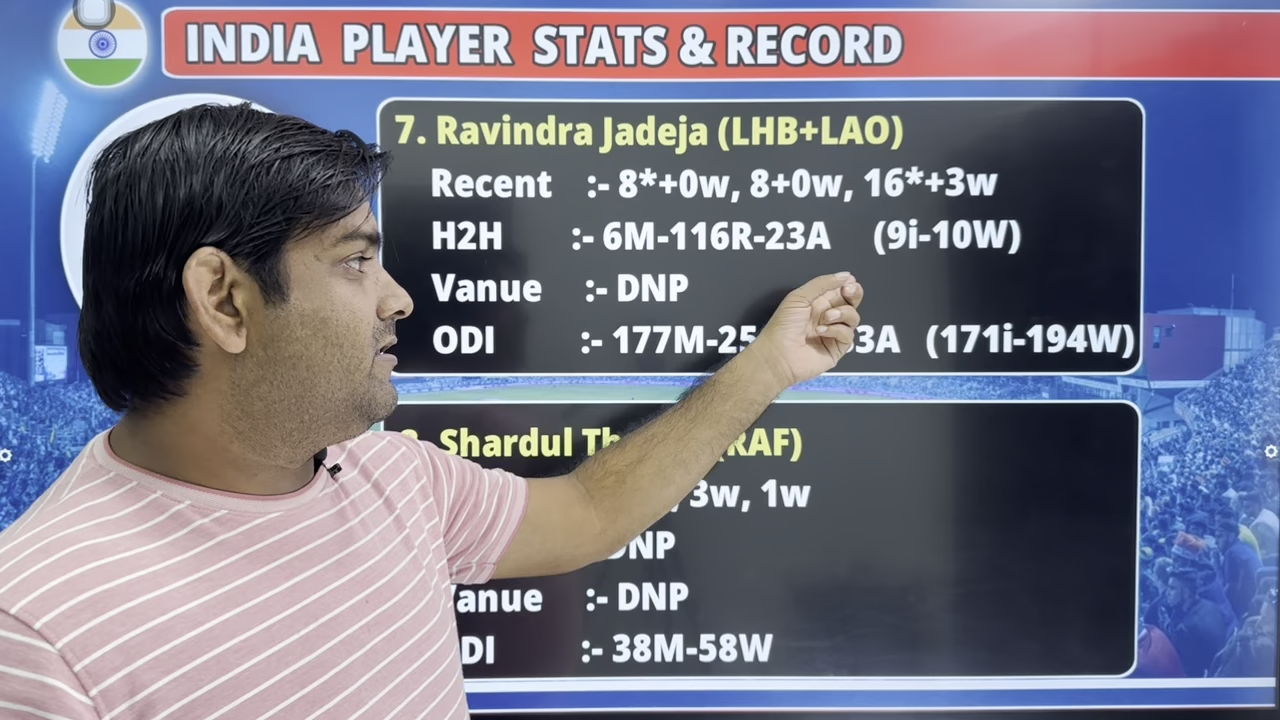 INDIA PLAYER STATS & RECORD
7. Ravindra Jadeja (LHB+LAO)
Recent :- 8*+0w, 8+0w, 16*+3w
H2H :- 6M-116R-23A (9i-10W)
Vanue :- DNP
ODI :- 177M-25 3A (171i-194W)
Shardul Th (RAF)
3w, 1w
DNP
Vanue :- DNP
ODI :- 38M-58W